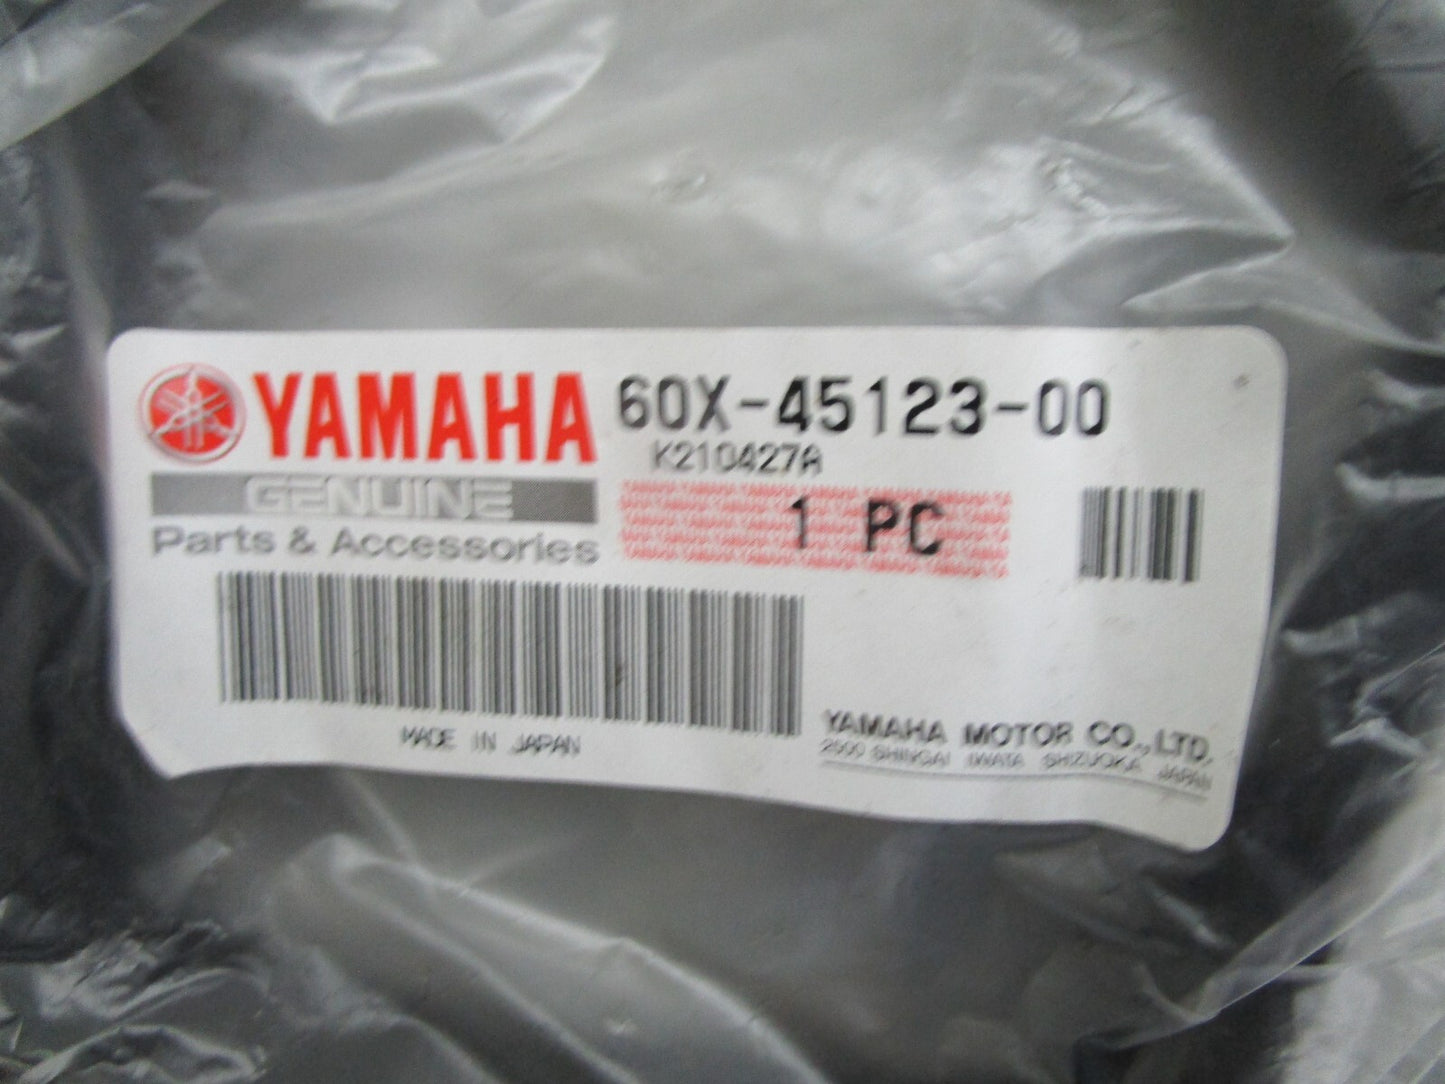 YAMAHA 60X-45123-00
K210427A
GENUINE
1 PC
Parts & Accessories
MADE IN JAPAN
YAMAHA MOTOR CO., LTD.
2500 SHINGAI IWATA SHIZUOKA JAPAN